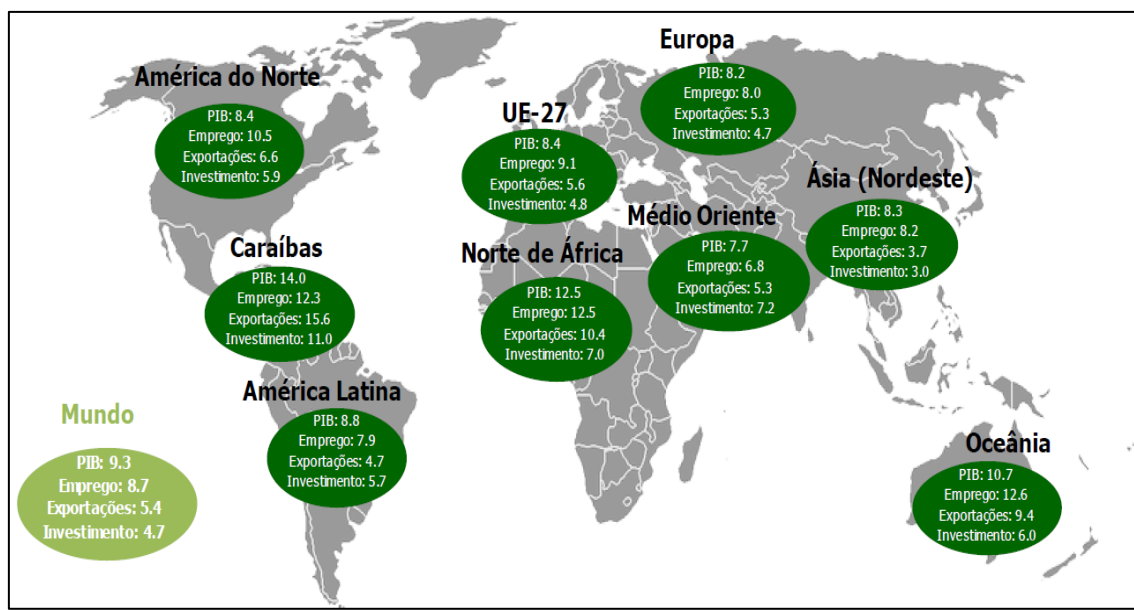 América do Norte
PIB: 8.4
Emprego: 10.5
Exportações: 6.6
Investimento: 5.9
UE-27
PIB: 8.4
Emprego: 9.1
Exportações: 5.6
Investimento: 4.8
Europa
PIB: 8.2
Emprego: 8.0
Exportações: 5.3
Investimento: 4.7
Ásia (Nordeste)
PIB: 8.3
Emprego: 8.2
Exportações: 3.7
Investimento: 3.0
Médio Oriente
PIB: 7.7
Emprego: 6.8
Exportações: 5.3
Investimento: 7.2
Caraíbas
PIB: 14.0
Emprego: 12.3
Exportações: 15.6
Investimento: 11.0
Norte de África
PIB: 12.5
Emprego: 12.5
Exportações: 10.4
Investimento: 7.0
América Latina
PIB: 8.8
Emprego: 7.9
Exportações: 4.7
Investimento: 5.7
Mundo
PIB: 9.3
Emprego: 8.7
Exportações: 5.4
Investimento: 4.7
Oceânia
PIB: 10.7
Emprego: 12.6
Exportações: 9.4
Investimento: 6.0